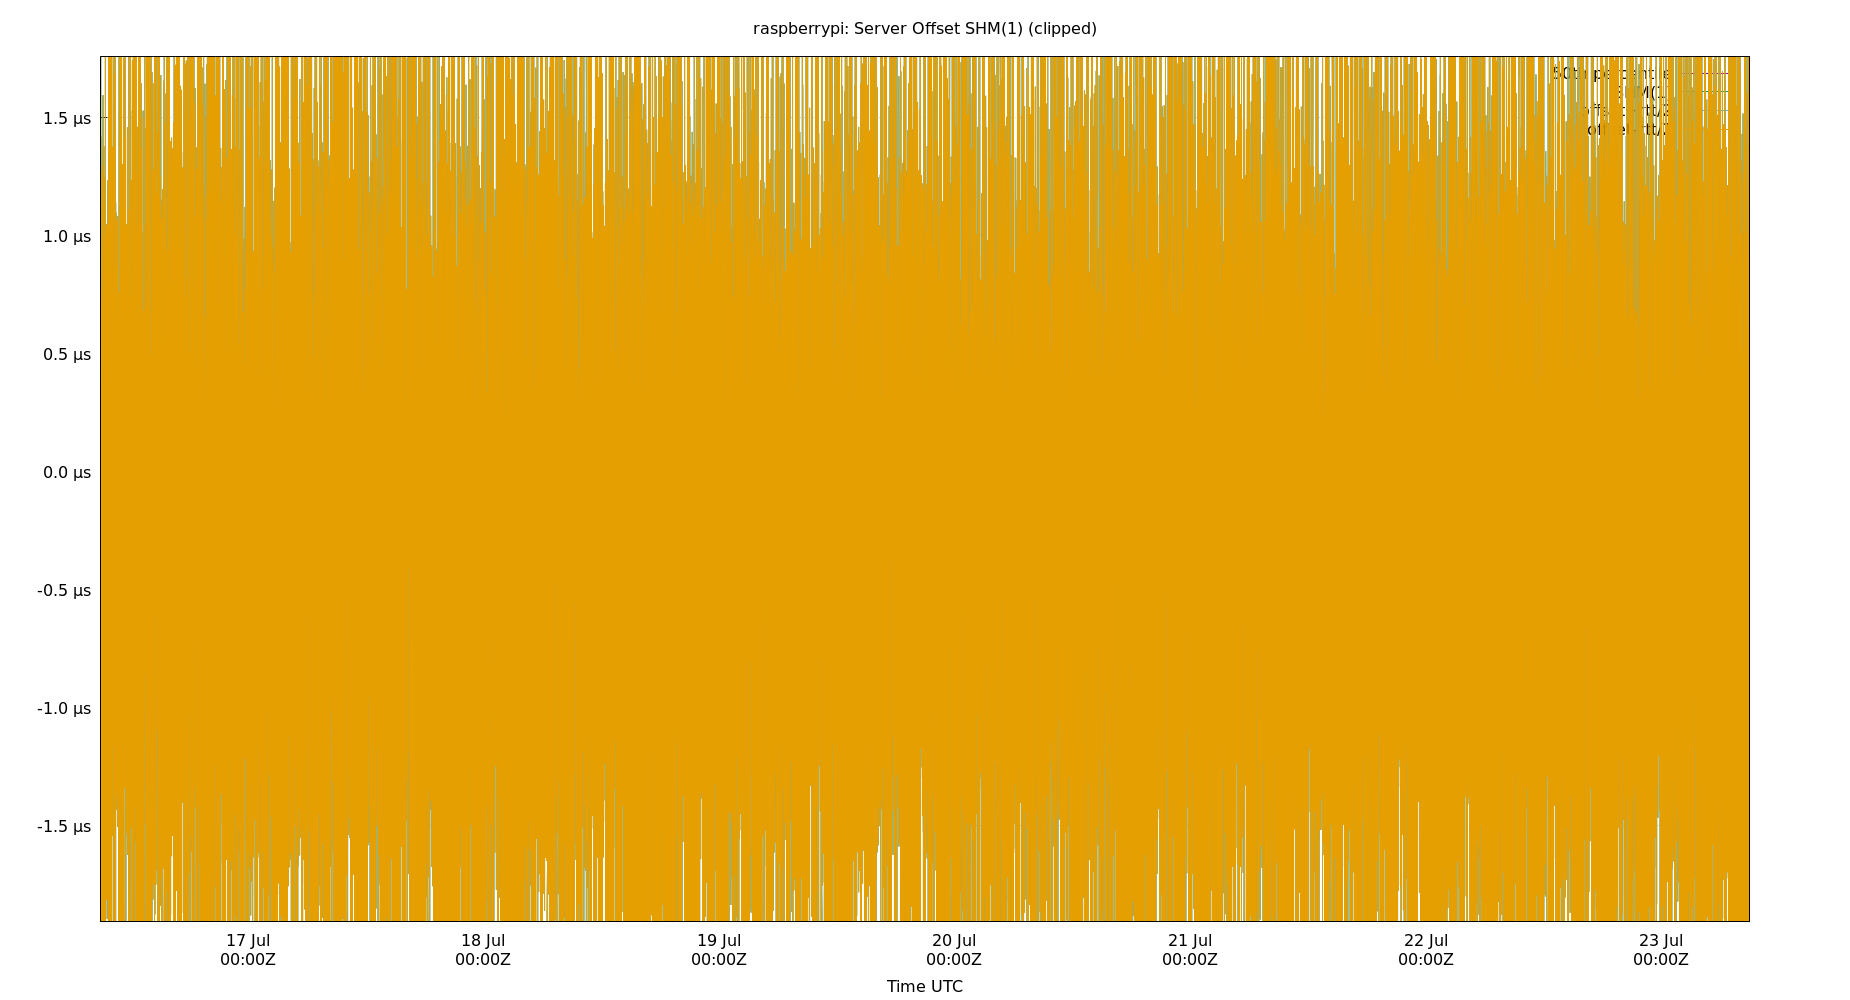 raspberrypi: Server Offset SHM(1) (clipped)
1.5 µs
1.0 µs
0.5 µs
0.0 µs
-0.5 µs
-1.0 µs
-1.5 µs
17 Jul 18 Jul 19 Jul 20 Jul 21 Jul 22 Jul 23 Jul
00:00Z 00:00Z 00:00Z 00:00Z 00:00Z 00:00Z 00:00Z
Time UTC